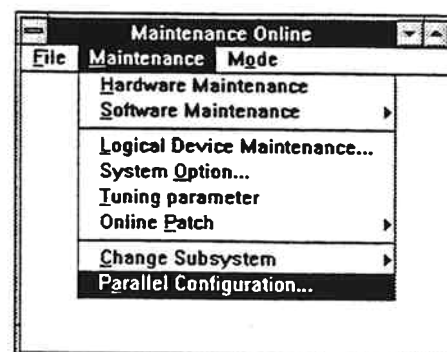 Maintenance Online
File Maintenance Mode
Hardware Maintenance
Software Maintenance
Logical Device Maintenance...
System Option...
Tuning parameter
Online Patch
Change Subsystem
Parallel Configuration...